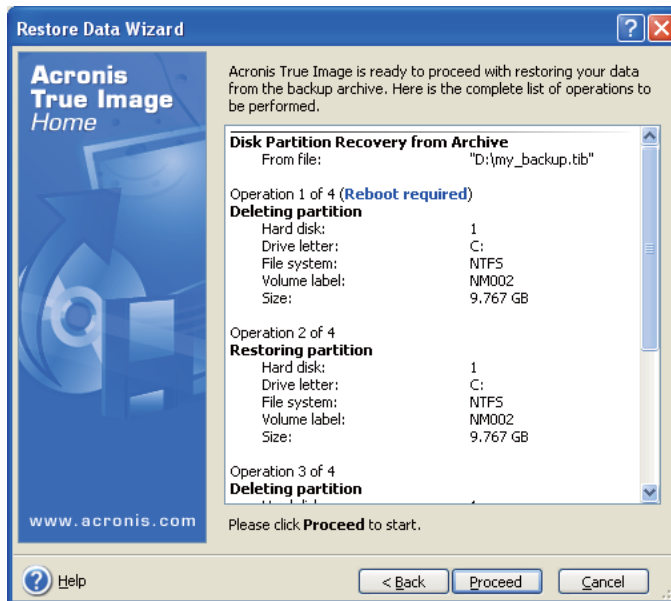 Restore Data Wizard
Acronis
True Image
Home
Acronis True Image is ready to proceed with restoring your data
from the backup archive. Here is the complete list of operations to
be performed.
Disk Partition Recovery from Archive
From file: "D:\my_backup.tib"
Operation 1 of 4 (Reboot required)
Deleting partition
Hard disk: 1
Drive letter: C:
File system: NTFS
Volume label: NM002
Size: 9.767 GB
Operation 2 of 4
Restoring partition
Hard disk: 1
Drive letter: C:
File system: NTFS
Volume label: NM002
Size: 9.767 GB
Operation 3 of 4
Deleting partition
www.acronis.com
Please click Proceed to start.
Help
< Back
Proceed
Cancel